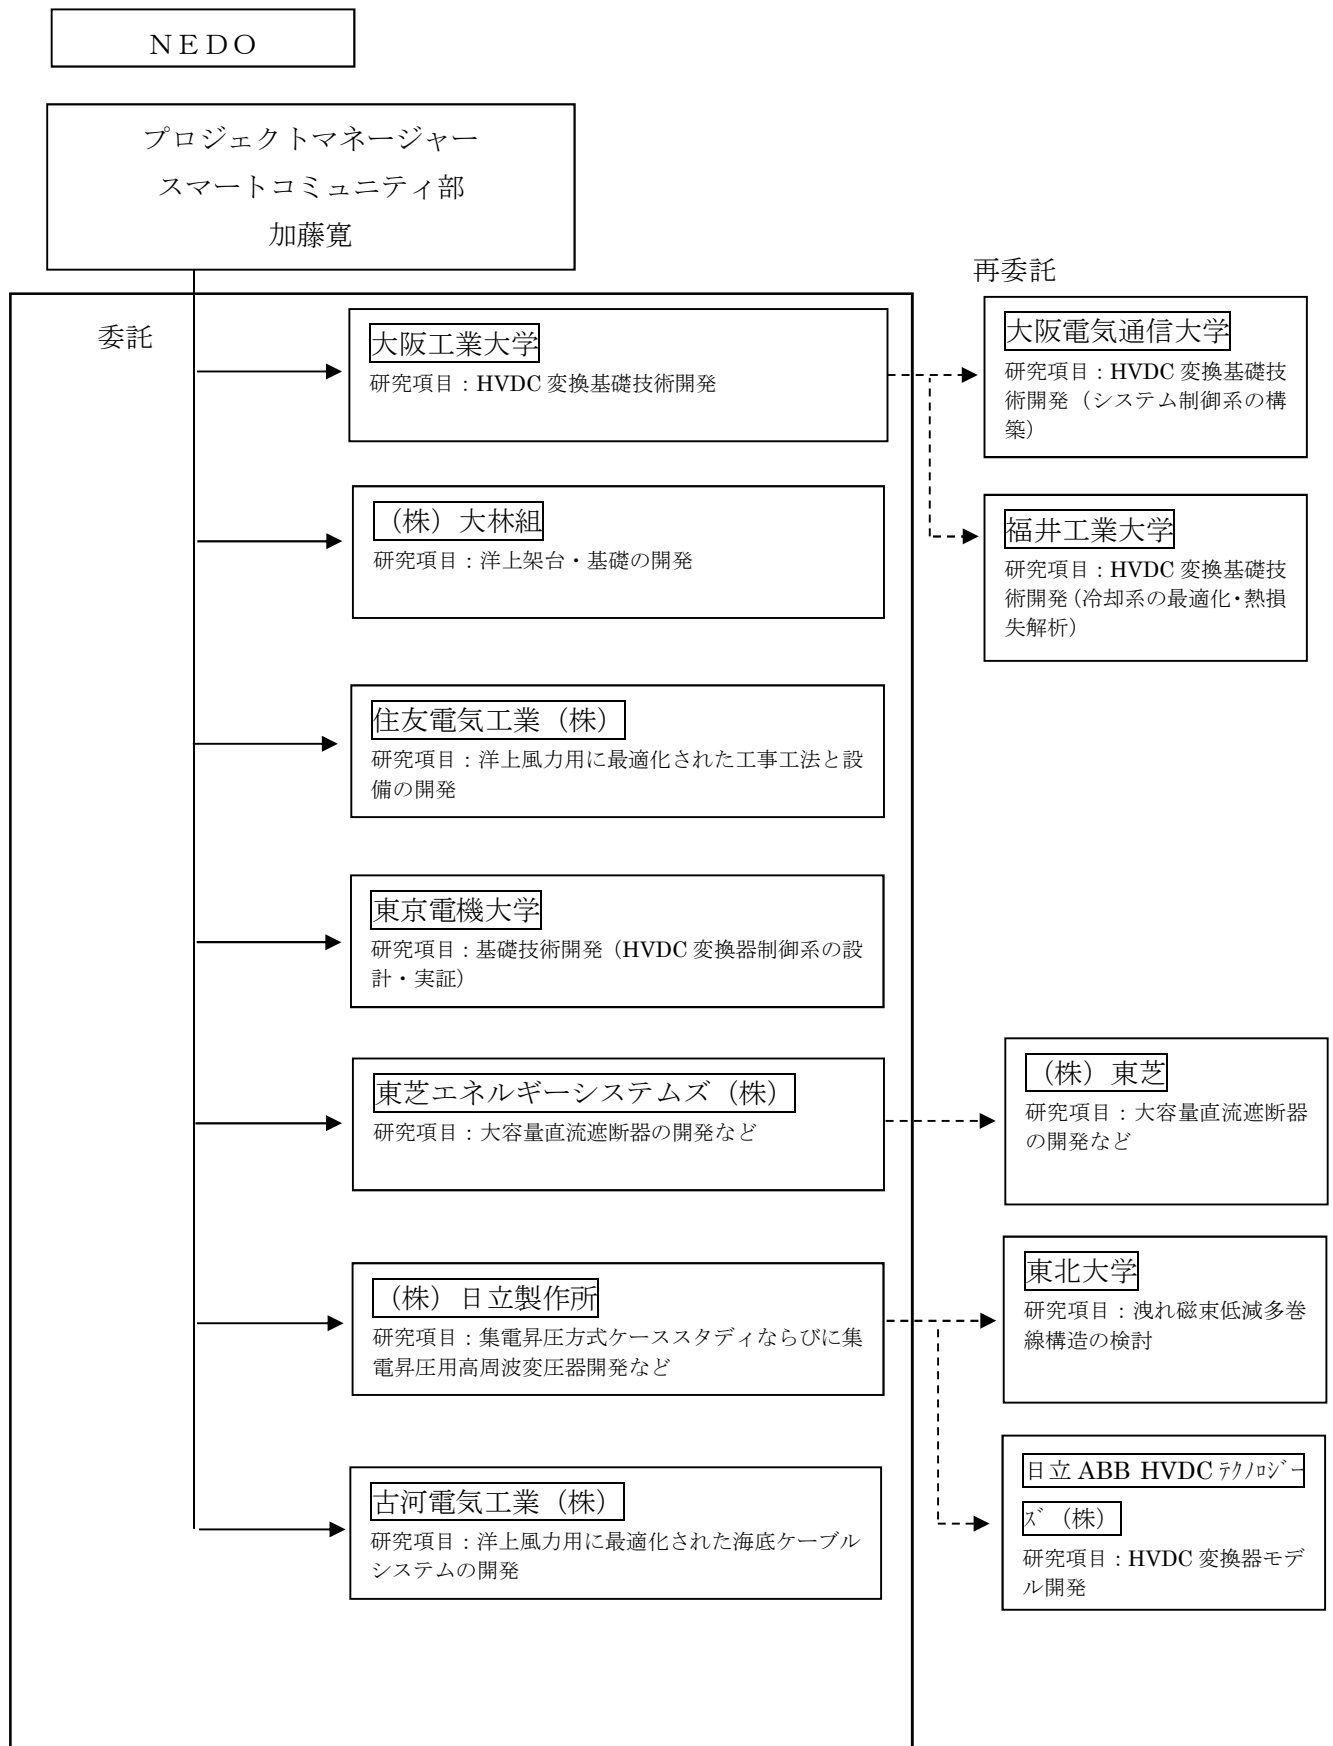 NEDO
プロジェクトマネージャー
スマートコミュニティ部
加藤寛
委託
大阪工業大学
研究項目：HVDC 変換基礎技術開発
（株）大林組
研究項目：洋上架台・基礎の開発
住友電気工業（株）
研究項目：洋上風力用に最適化された工事工法と設
備の開発
東京電機大学
研究項目：基礎技術開発（HVDC 変換器制御系の設
計・実証）
東芝エネルギーシステムズ（株）
研究項目：大容量直流遮断器の開発など
（株）日立製作所
研究項目：集電昇圧方式ケーススタディならびに集
電昇圧用高周波変圧器開発など
古河電気工業（株）
研究項目：洋上風力用に最適化された海底ケーブル
システムの開発
再委託
大阪電気通信大学
研究項目：HVDC 変換基礎技
術開発（システム制御系の構
築）
福井工業大学
研究項目：HVDC 変換基礎技
術開発（冷却系の最適化・熱損
失解析）
（株）東芝
研究項目：大容量直流遮断器
の開発など
東北大学
研究項目：洩れ磁束低減多巻
線構造の検討
日立 ABB HVDC ﾃｸﾉﾛｼﾞｰ
ｽﾞ（株）
研究項目：HVDC 変換器モデ
ル開発